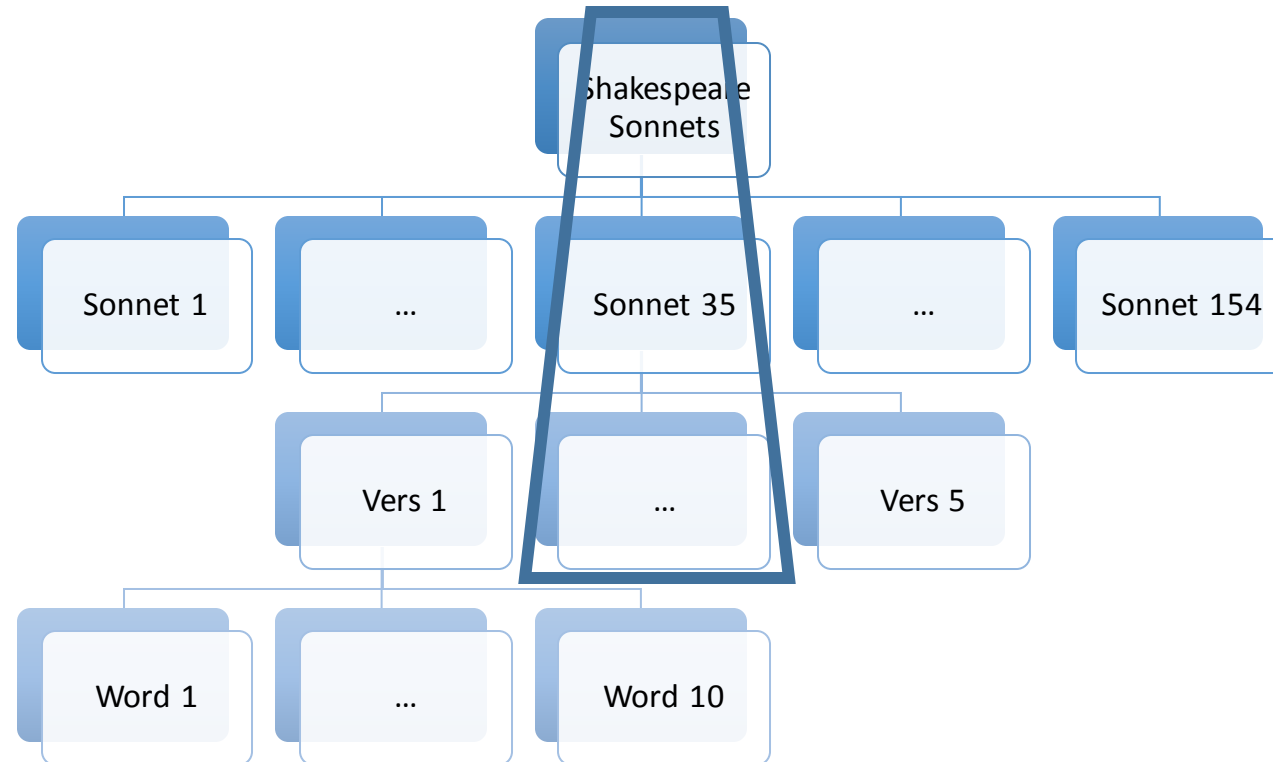 Shakespeare
Sonnets
Sonnet 1
...
Sonnet 35
...
Sonnet 154
Vers 1
...
Vers 5
Word 1
...
Word 10